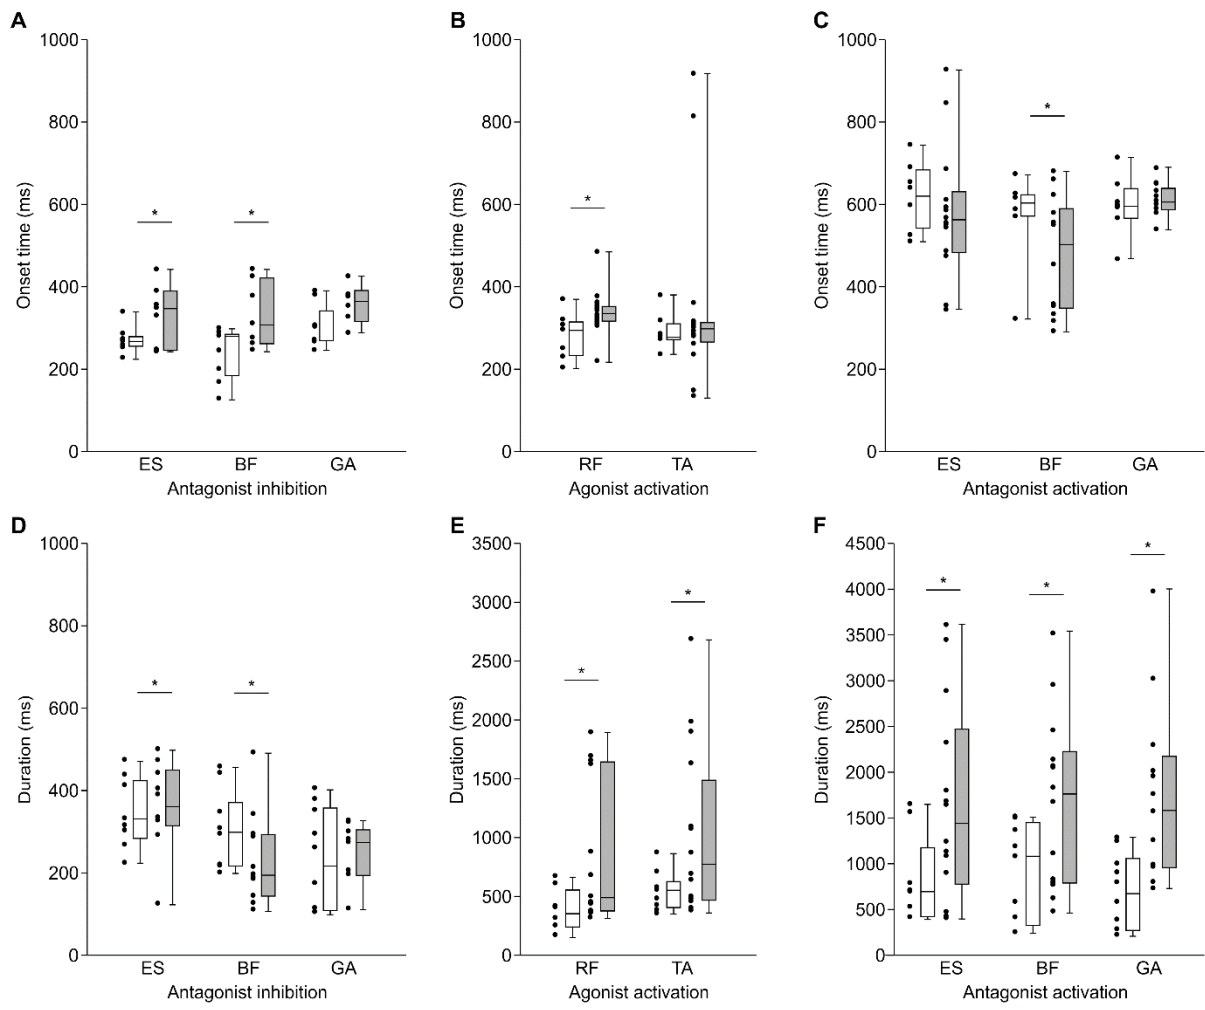 A
1000
800
600
400
200
0
Onset time (ms)
*
*
ES BF GA
Antagonist inhibition
B
1000
800
600
400
200
0
Onset time (ms)
*
RF TA
Agonist activation
C
1000
800
600
400
200
0
Onset time (ms)
*
ES BF GA
Antagonist activation
D
1000
800
600
400
200
0
Duration (ms)
*
*
ES BF GA
Antagonist inhibition
E
3500
3000
2500
2000
1500
1000
500
0
Duration (ms)
*
*
RF TA
Agonist activation
F
4500
4000
3500
3000
2500
2000
1500
1000
500
0
Duration (ms)
*
*
*
ES BF GA
Antagonist activation